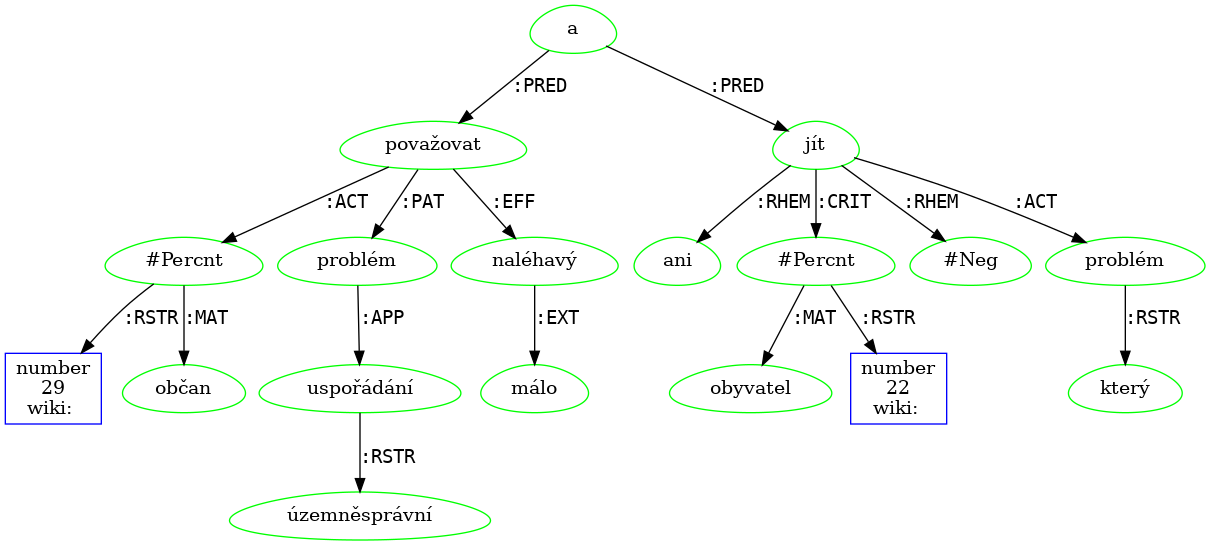 a
:PRED
:PRED
považovat
jít
:ACT
:PAT
:EFF
:RHEM
:CRIT
:RHEM
:ACT
#Percnt
problém
naléhavý
ani
#Percnt
#Neg
problém
:RSTR
:MAT
:APP
:EXT
:MAT
:RSTR
:RSTR
number
29
wiki:
občan
uspořádání
málo
obyvatel
number
22
wiki:
který
:RSTR
územněsprávní